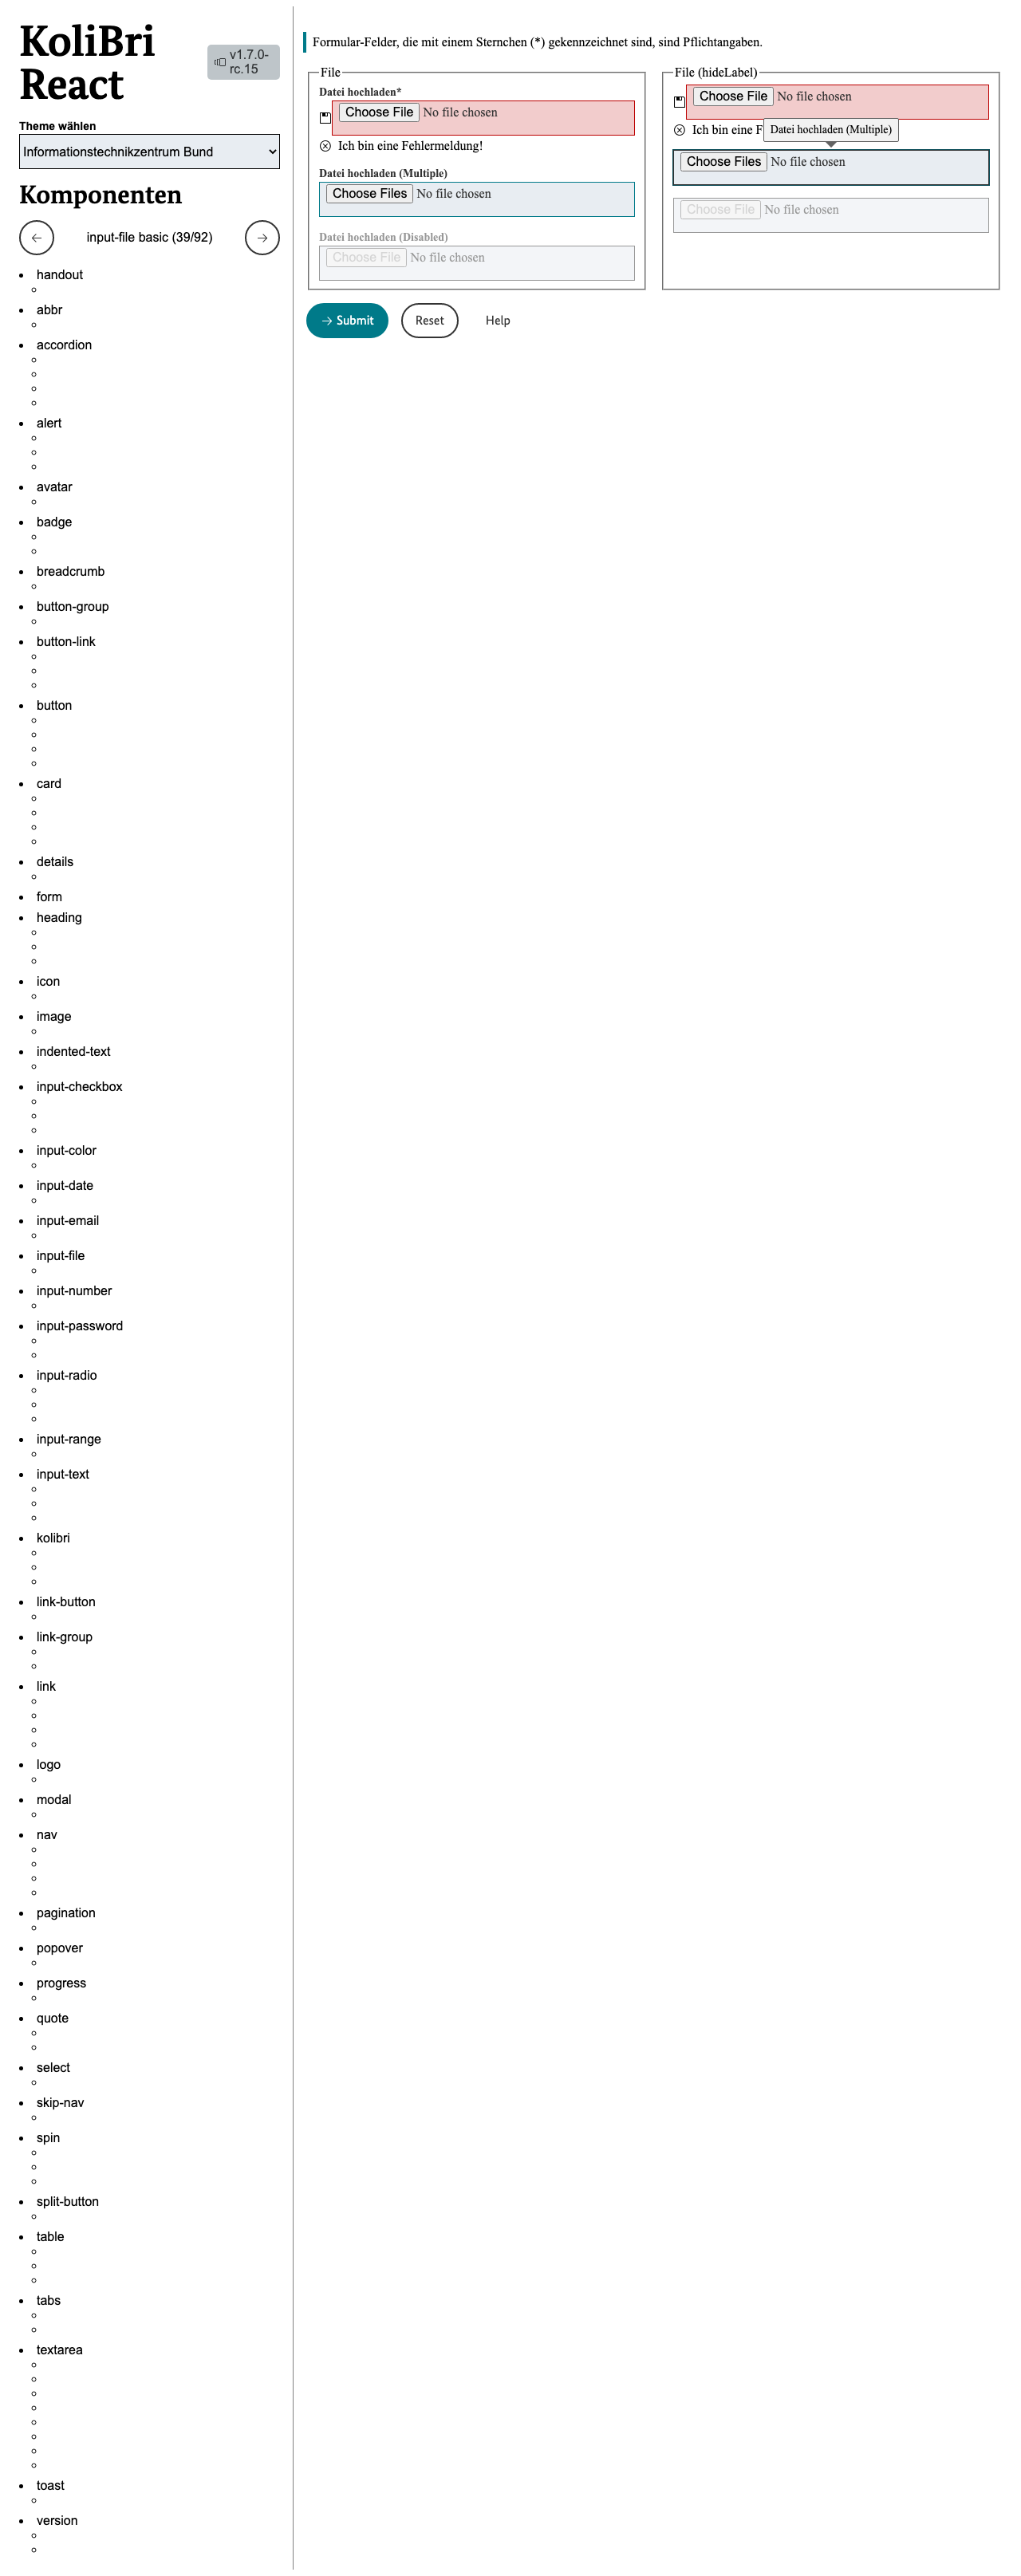 KoliBri
React
v1.7.0-
rc.15
Theme wählen
Informationstechnikzentrum Bund
Komponenten
input-file basic (39/92)
handout
abbr
accordion
alert
avatar
badge
breadcrumb
button-group
button-link
button
card
details
form
heading
icon
image
indented-text
input-checkbox
input-color
input-date
input-email
input-file
input-number
input-password
input-radio
input-range
input-text
kolibri
link-button
link-group
link
logo
modal
nav
pagination
popover
progress
quote
select
skip-nav
spin
split-button
table
tabs
textarea
toast
version
Formular-Felder, die mit einem Sternchen (*) gekennzeichnet sind, sind Pflichtangaben.
File
Datei hochladen*
Choose File No file chosen
Ich bin eine Fehlermeldung!
Datei hochladen (Multiple)
Choose Files No file chosen
Datei hochladen (Disabled)
Choose File No file chosen
File (hideLabel)
Choose File No file chosen
Ich bin eine F
Datei hochladen (Multiple)
Choose Files No file chosen
Choose File No file chosen
Submit
Reset
Help